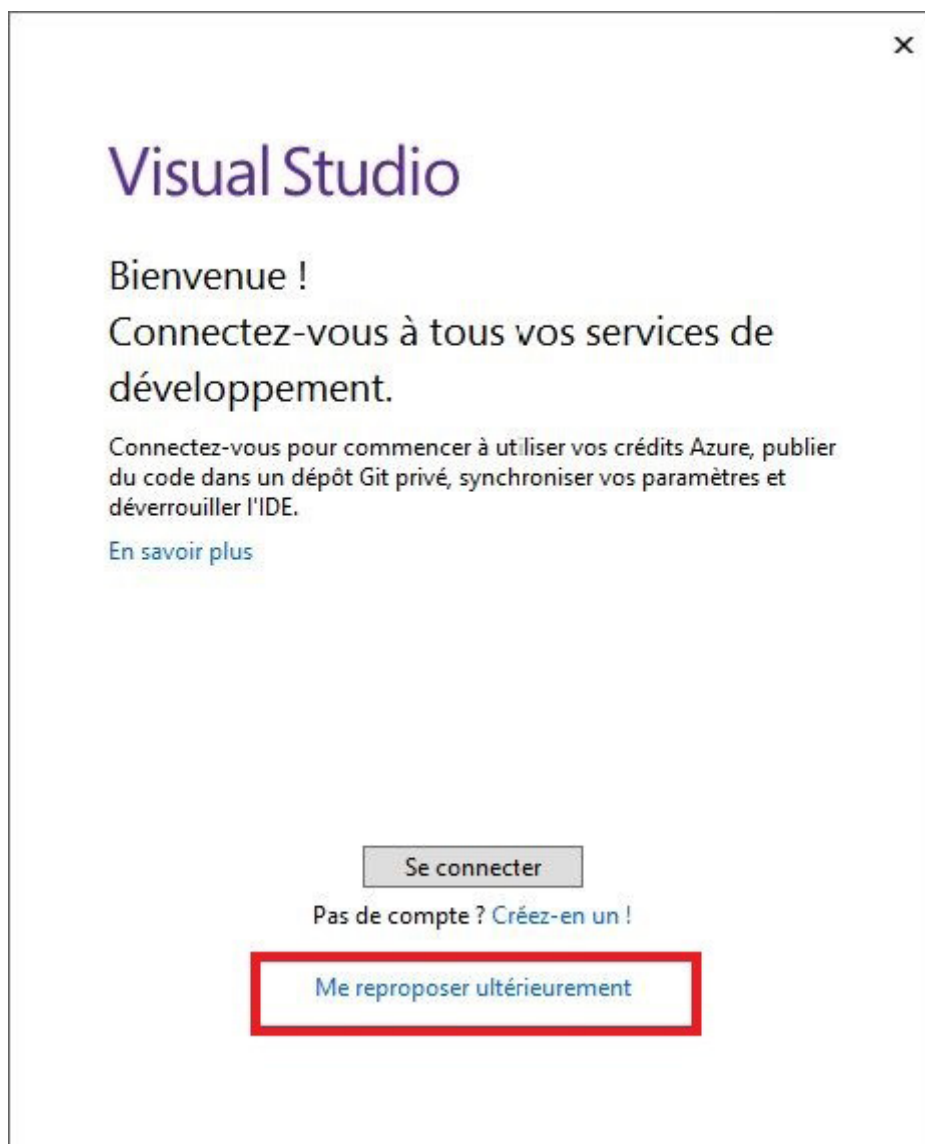 Visual Studio
Bienvenue !
Connectez-vous à tous vos services de
développement.
Connectez-vous pour commencer à utiliser vos crédits Azure, publier
du code dans un dépôt Git privé, synchroniser vos paramètres et
déverrouiller l'IDE.
En savoir plus
Se connecter
Pas de compte ? Créez-en un !
Me reproposer ultérieurement